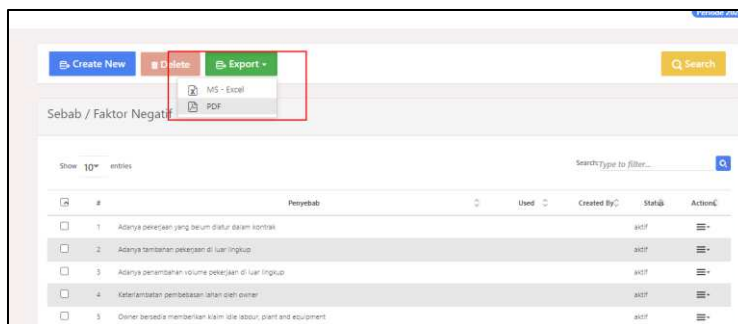 Periode 202
Create New Delete Export Search
MS - Excel
PDF
Sebab / Faktor Negatif
Show 10 entries Search: Type to filter...
# Penyebab Used Created By Status Actions
1 Adanya pekerjaan yang belum diatur dalam kontrak aktif
2 Adanya tambahan pekerjaan di luar lingkup aktif
3 Adanya penambahan volume pekerjaan di luar lingkup aktif
4 Keterlambatan pembebasan lahan oleh owner aktif
5 Owner bersedia memberikan klaim idle labour, plant and equipment aktif